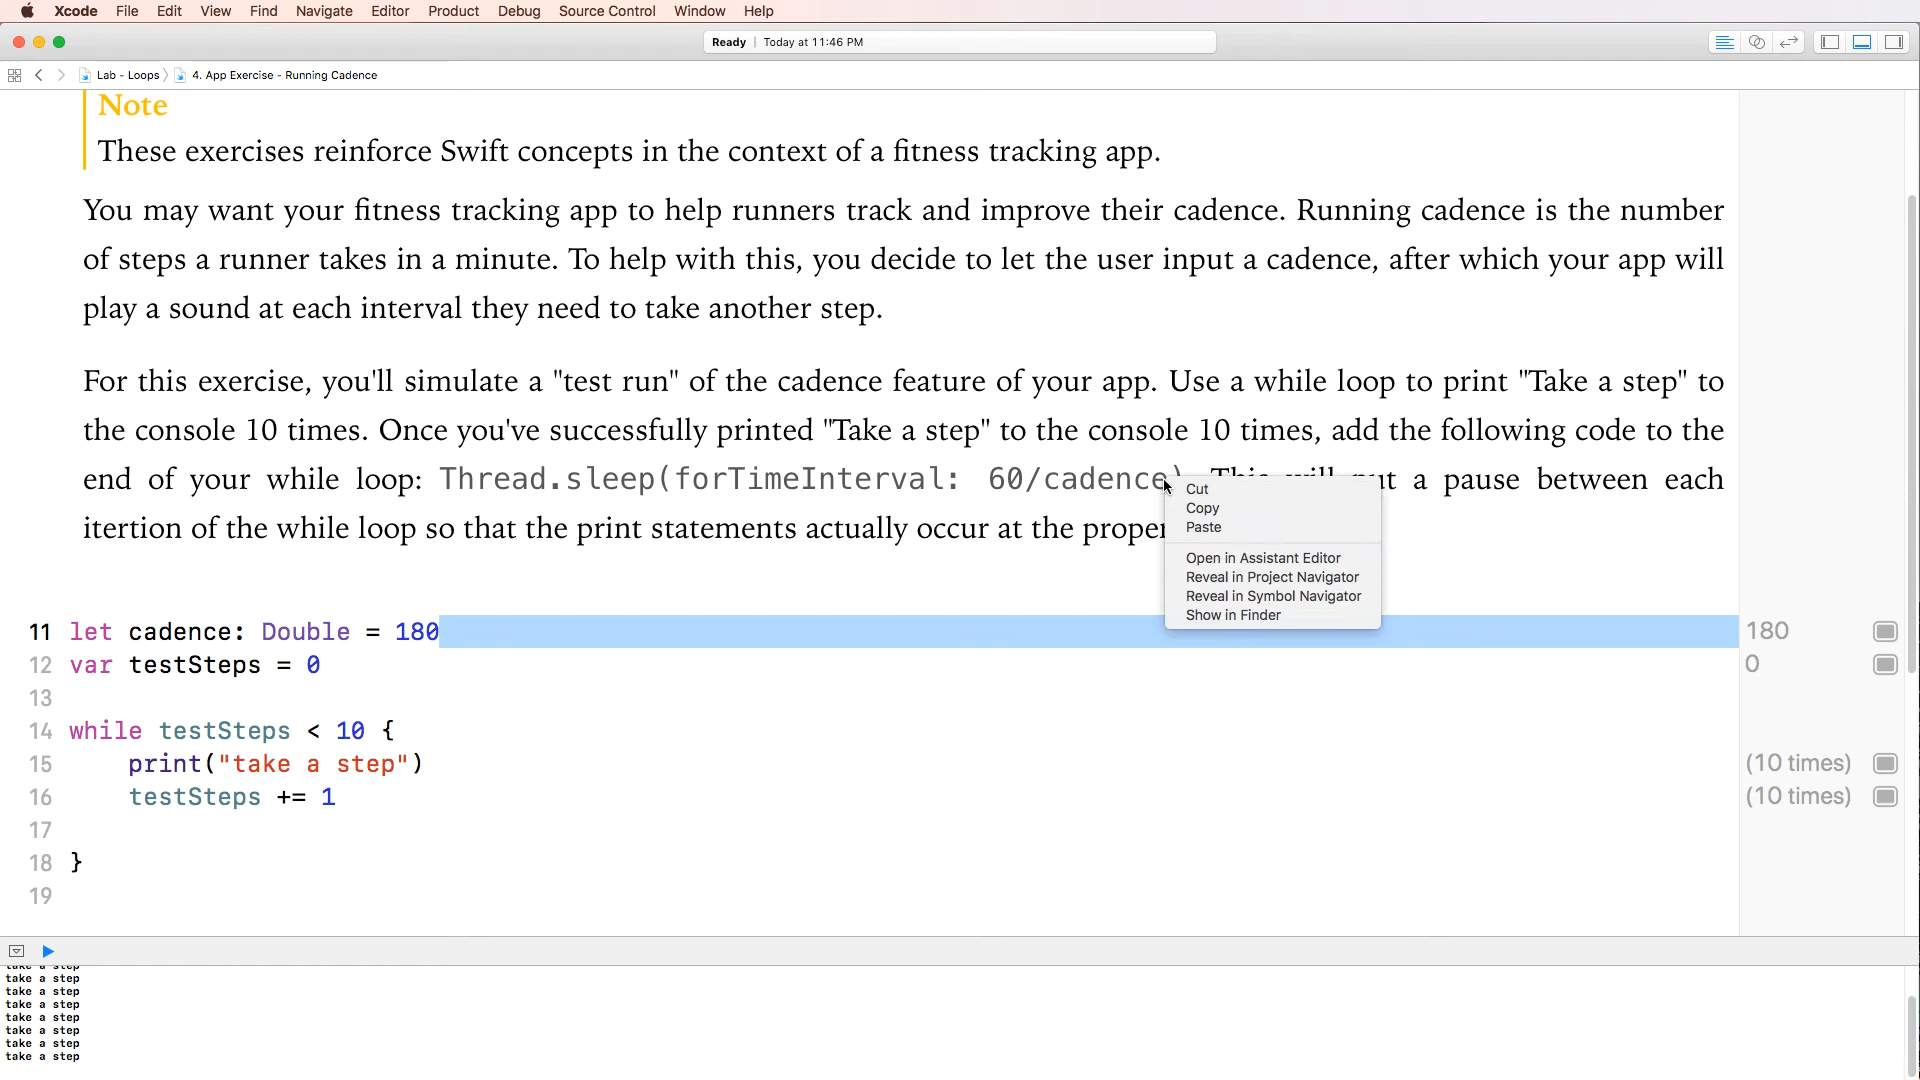 Xcode File Edit View Find Navigate Editor Product Debug Source Control Window Help
Ready | Today at 11:46 PM
Lab - Loops 4. App Exercise - Running Cadence
Note
These exercises reinforce Swift concepts in the context of a fitness tracking app.
You may want your fitness tracking app to help runners track and improve their cadence. Running cadence is the number
of steps a runner takes in a minute. To help with this, you decide to let the user input a cadence, after which your app will
play a sound at each interval they need to take another step.
For this exercise, you'll simulate a "test run" of the cadence feature of your app. Use a while loop to print "Take a step" to
the console 10 times. Once you've successfully printed "Take a step" to the console 10 times, add the following code to the
end of your while loop: Thread.sleep(forTimeInterval: 60/cadence) a pause between each
itertion of the while loop so that the print statements actually occur at the proper
Cut
Copy
Paste
Open in Assistant Editor
Reveal in Project Navigator
Reveal in Symbol Navigator
Show in Finder
11 let cadence: Double = 180 180
12 var testSteps = 0 0
13
14 while testSteps < 10 {
15 print("take a step") (10 times)
16 testSteps += 1 (10 times)
17
18 }
19
take a step
take a step
take a step
take a step
take a step
take a step
take a step
take a step